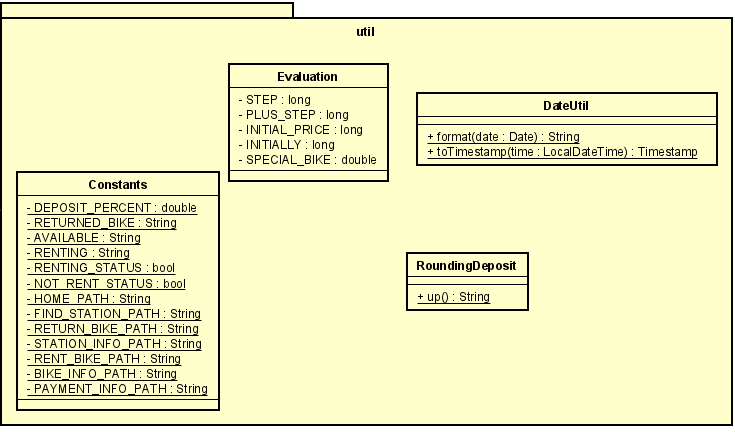 util
Evaluation
- STEP : long
- PLUS_STEP : long
- INITIAL_PRICE : long
- INITIALLY : long
- SPECIAL_BIKE : double
DateUtil
+ format(date : Date) : String
+ toTimestamp(time : LocalDateTime) : Timestamp
Constants
- DEPOSIT_PERCENT : double
- RETURNED_BIKE : String
- AVAILABLE : String
- RENTING : String
- RENTING_STATUS : bool
- NOT_RENT_STATUS : bool
- HOME_PATH : String
- FIND_STATION_PATH : String
- RETURN_BIKE_PATH : String
- STATION_INFO_PATH : String
- RENT_BIKE_PATH : String
- BIKE_INFO_PATH : String
- PAYMENT_INFO_PATH : String
RoundingDeposit
+ up() : String